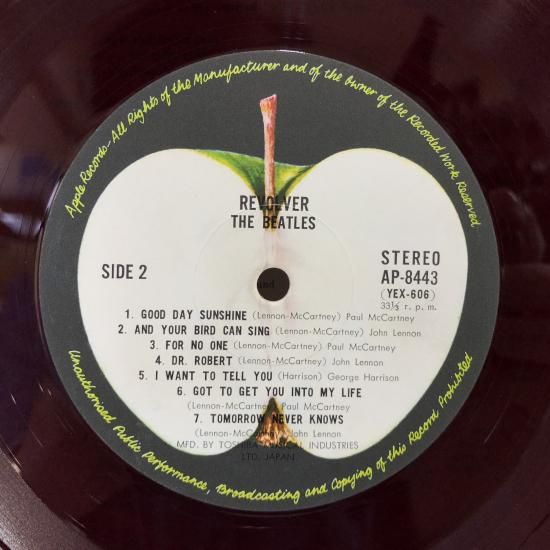 Apple Records-All Rights of the Manufacturer and of the Owner of the Recorded Work Reserved
REVOLVER
THE BEATLES
SIDE 2
STEREO
AP-8443
(YEX-606)
33⅓ r. p. m.
1. GOOD DAY SUNSHINE (Lennon-McCartney) Paul McCartney
2. AND YOUR BIRD CAN SING (Lennon-McCartney) John Lennon
3. FOR NO ONE (Lennon-McCartney) Paul McCartney
4. DR. ROBERT (Lennon-McCartney) John Lennon
5. I WANT TO TELL YOU (Harrison) George Harrison
6. GOT TO GET YOU INTO MY LIFE
(Lennon-McCartney) Paul McCartney
7. TOMORROW NEVER KNOWS
(Lennon-McCartney) John Lennon
MFD. BY TOSHIBA MUSICAL INDUSTRIES
LTD. JAPAN
Unauthorised Public Performance, Broadcasting and Copying of this Record Prohibited